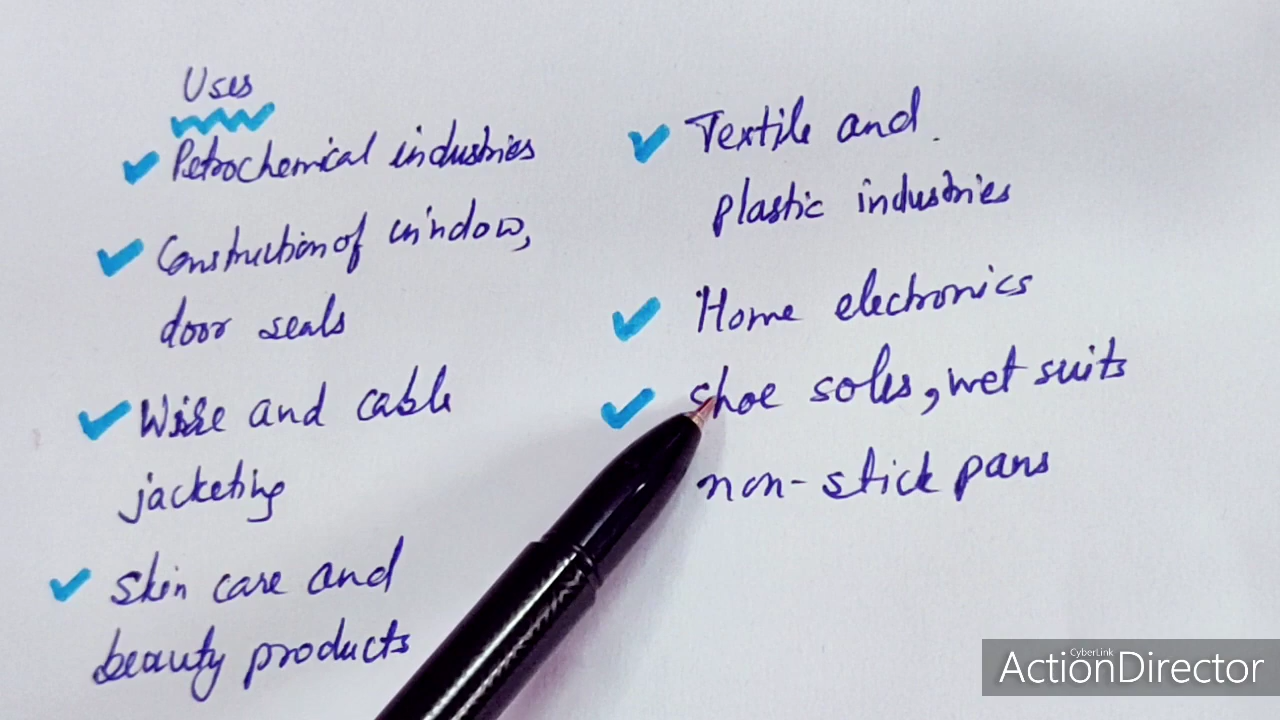 Uses
Petrochemical industries
Construction of window,
door seals
Wire and cable
jacketing
Skin care and
beauty products
Textile and
plastic industries
Home electronics
Shoe soles, wet suits
non-stick pans
CyberLink
ActionDirector